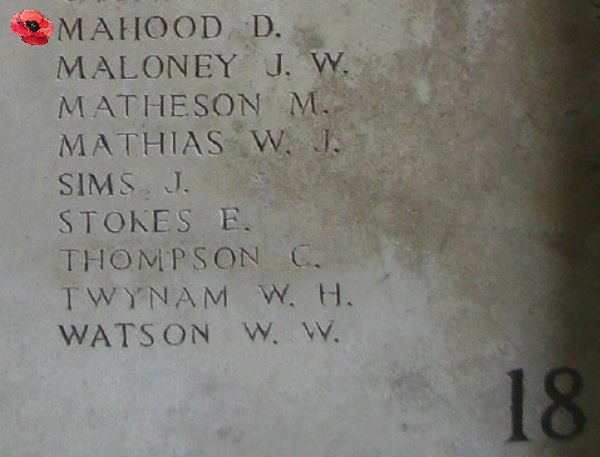 MAHOOD D.
MALONEY J. W.
MATHESON M.
MATHIAS W. J.
SIMS J.
STOKES E.
THOMPSON C.
TWYNAM W. H.
WATSON W. W.
18